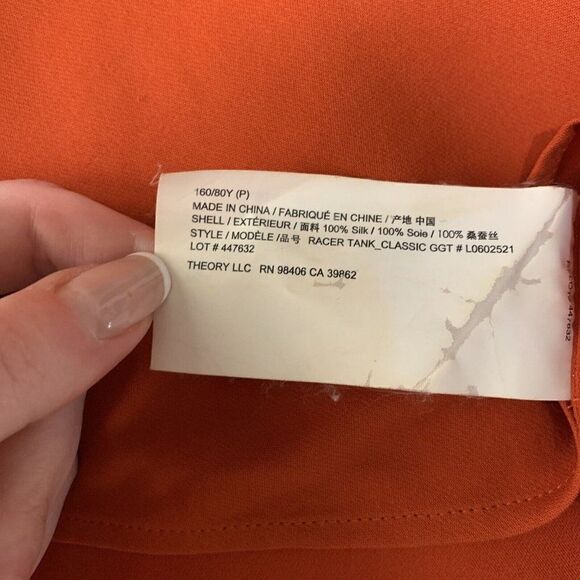 160/80Y (P)
MADE IN CHINA / FABRIQUÉ EN CHINE / 产地 中国
SHELL / EXTÉRIEUR / 面料 100% Silk / 100% Soie / 100% 桑蚕丝
STYLE / MODÈLE /品号 RACER TANK_CLASSIC GGT # L0602521
LOT # 447632
THEORY LLC RN 98406 CA 39862
447632